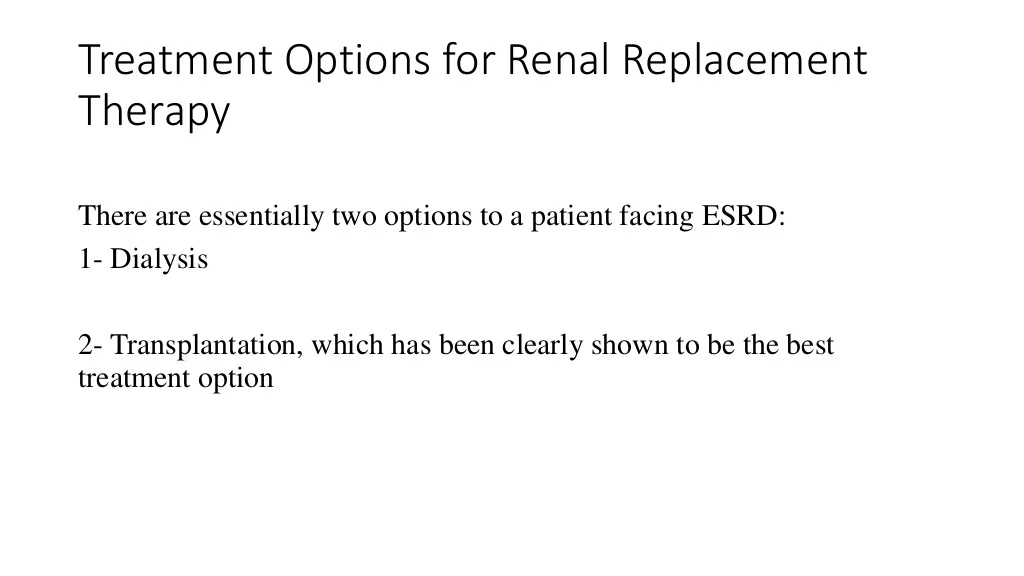 Treatment Options for Renal Replacement
Therapy
There are essentially two options to a patient facing ESRD:
1- Dialysis
2- Transplantation, which has been clearly shown to be the best
treatment option